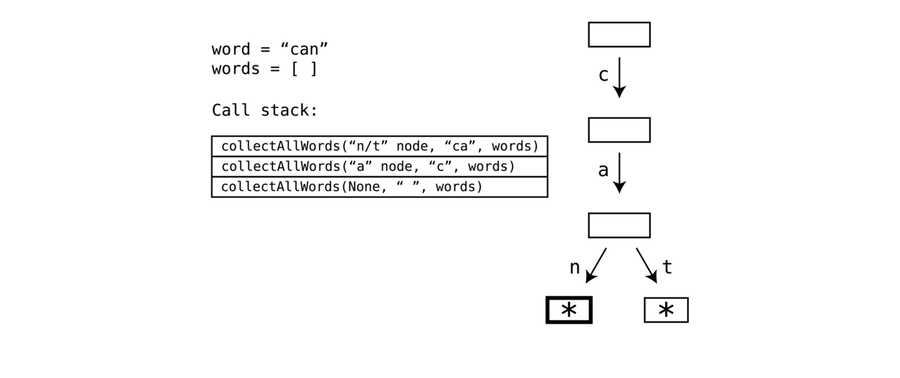 word = “can”
words = [ ]
Call stack:
collectAllWords(“n/t” node, “ca”, words)
collectAllWords(“a” node, “c”, words)
collectAllWords(None, “ ”, words)
c
a
n t
* *